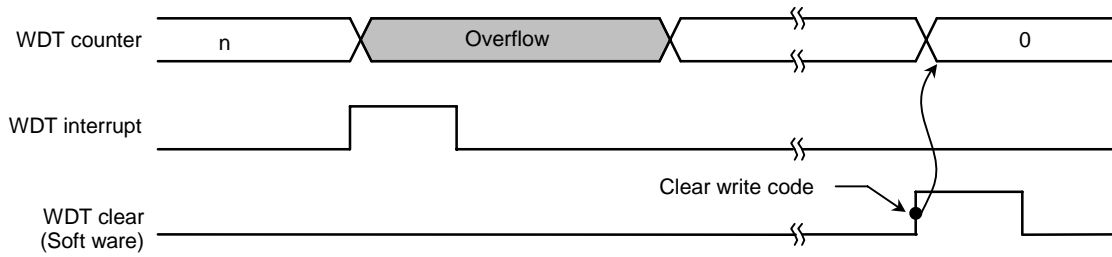 WDT counter
n
Overflow
0
WDT interrupt
Clear write code
WDT clear
(Soft ware)